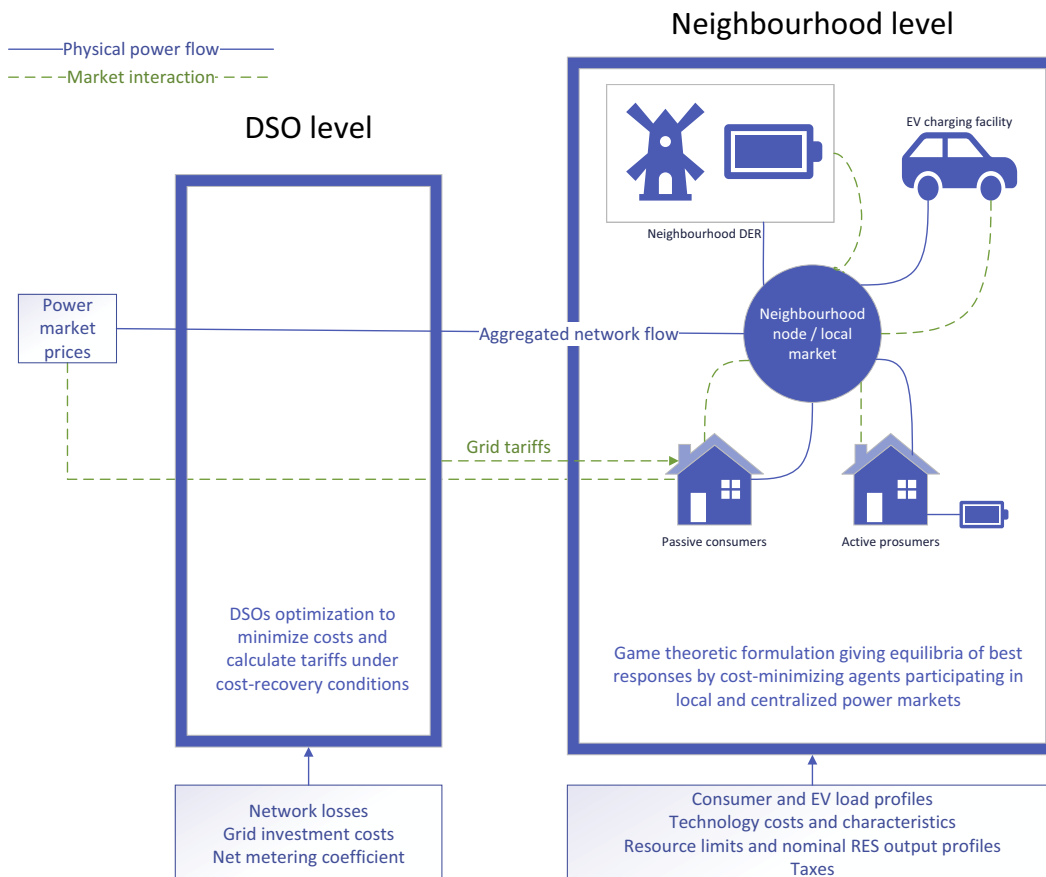 Neighbourhood level
Physical power flow
Market interaction
DSO level
EV charging facility
Neighbourhood DER
Power
market
prices
Aggregated network flow
Neighbourhood
node / local
market
Grid tariffs
Passive consumers
Active prosumers
DSOs optimization to
minimize costs and
calculate tariffs under
cost-recovery conditions
Game theoretic formulation giving equilibria of best
responses by cost-minimizing agents participating in
local and centralized power markets
Network losses
Grid investment costs
Net metering coefficient
Consumer and EV load profiles
Technology costs and characteristics
Resource limits and nominal RES output profiles
Taxes